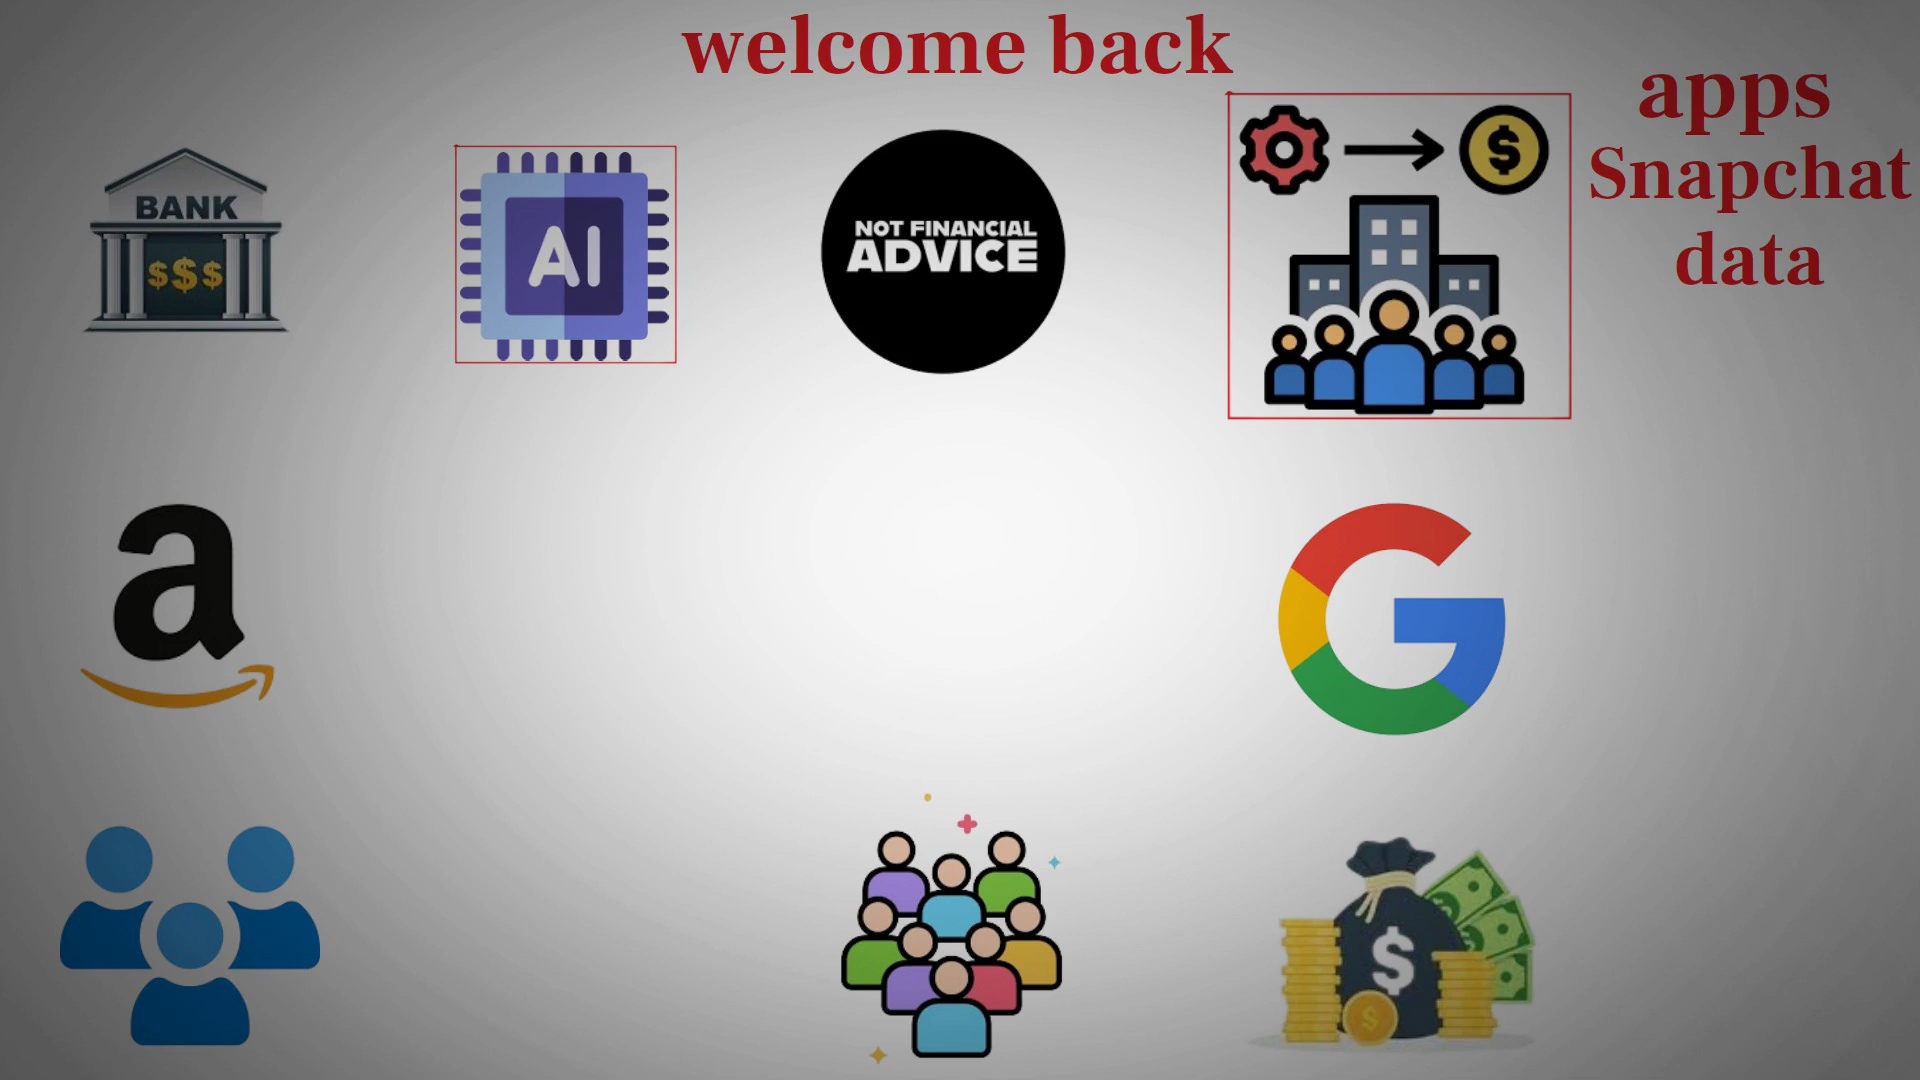 welcome back
apps
Snapchat
data
BANK
$$$
AI
NOT FINANCIAL
ADVICE
$
a
G
$
$